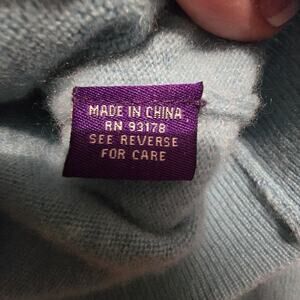 MADE IN CHINA
RN 93178
SEE REVERSE
FOR CARE